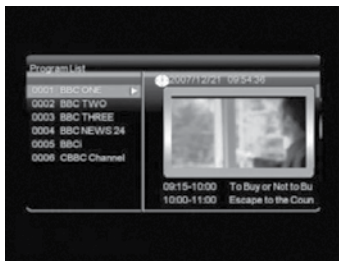 Program List
2007/12/21 09:54:36
0001 BBC ONE
0002 BBC TWO
0003 BBC THREE
0004 BBC NEWS 24
0005 BBCi
0006 CBBC Channel
09:15-10:00 To Buy or Not to Bu
10:00-11:00 Escape to the Coun